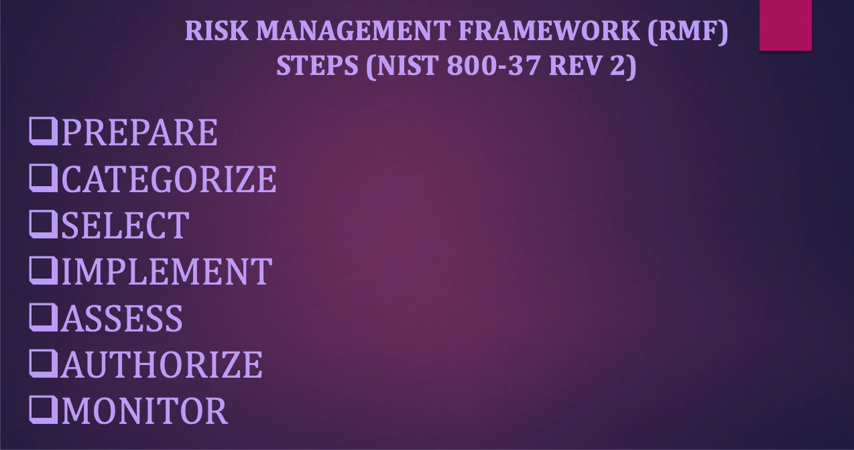 RISK MANAGEMENT FRAMEWORK (RMF)
STEPS (NIST 800-37 REV 2)
❑PREPARE
❑CATEGORIZE
❑SELECT
❑IMPLEMENT
❑ASSESS
❑AUTHORIZE
❑MONITOR